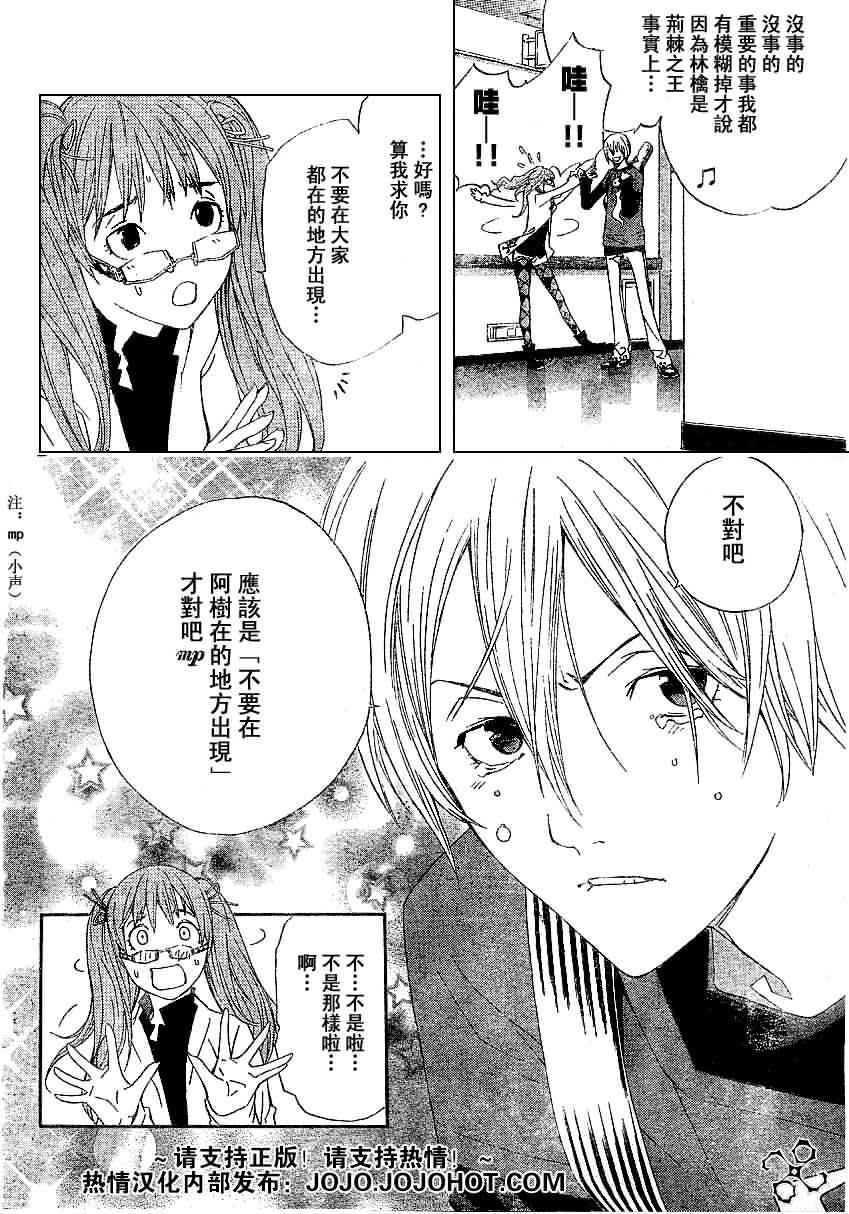 沒事的
沒事的
重要的事我都
有模糊掉才說
因為林檎是
荊棘之王
事實上…
♫
哇—!!
哇—!!
…好嗎?
算我求你
不要在大家
都在的地方出現…
不對吧
應該是「不要在
阿樹在的地方出現」
才對吧
不…不是啦…
不是那樣啦…
啊…
注：mp（小声）
~请支持正版！请支持热情！~
热情汉化内部发布：JOJO.JOJOHOT.COM